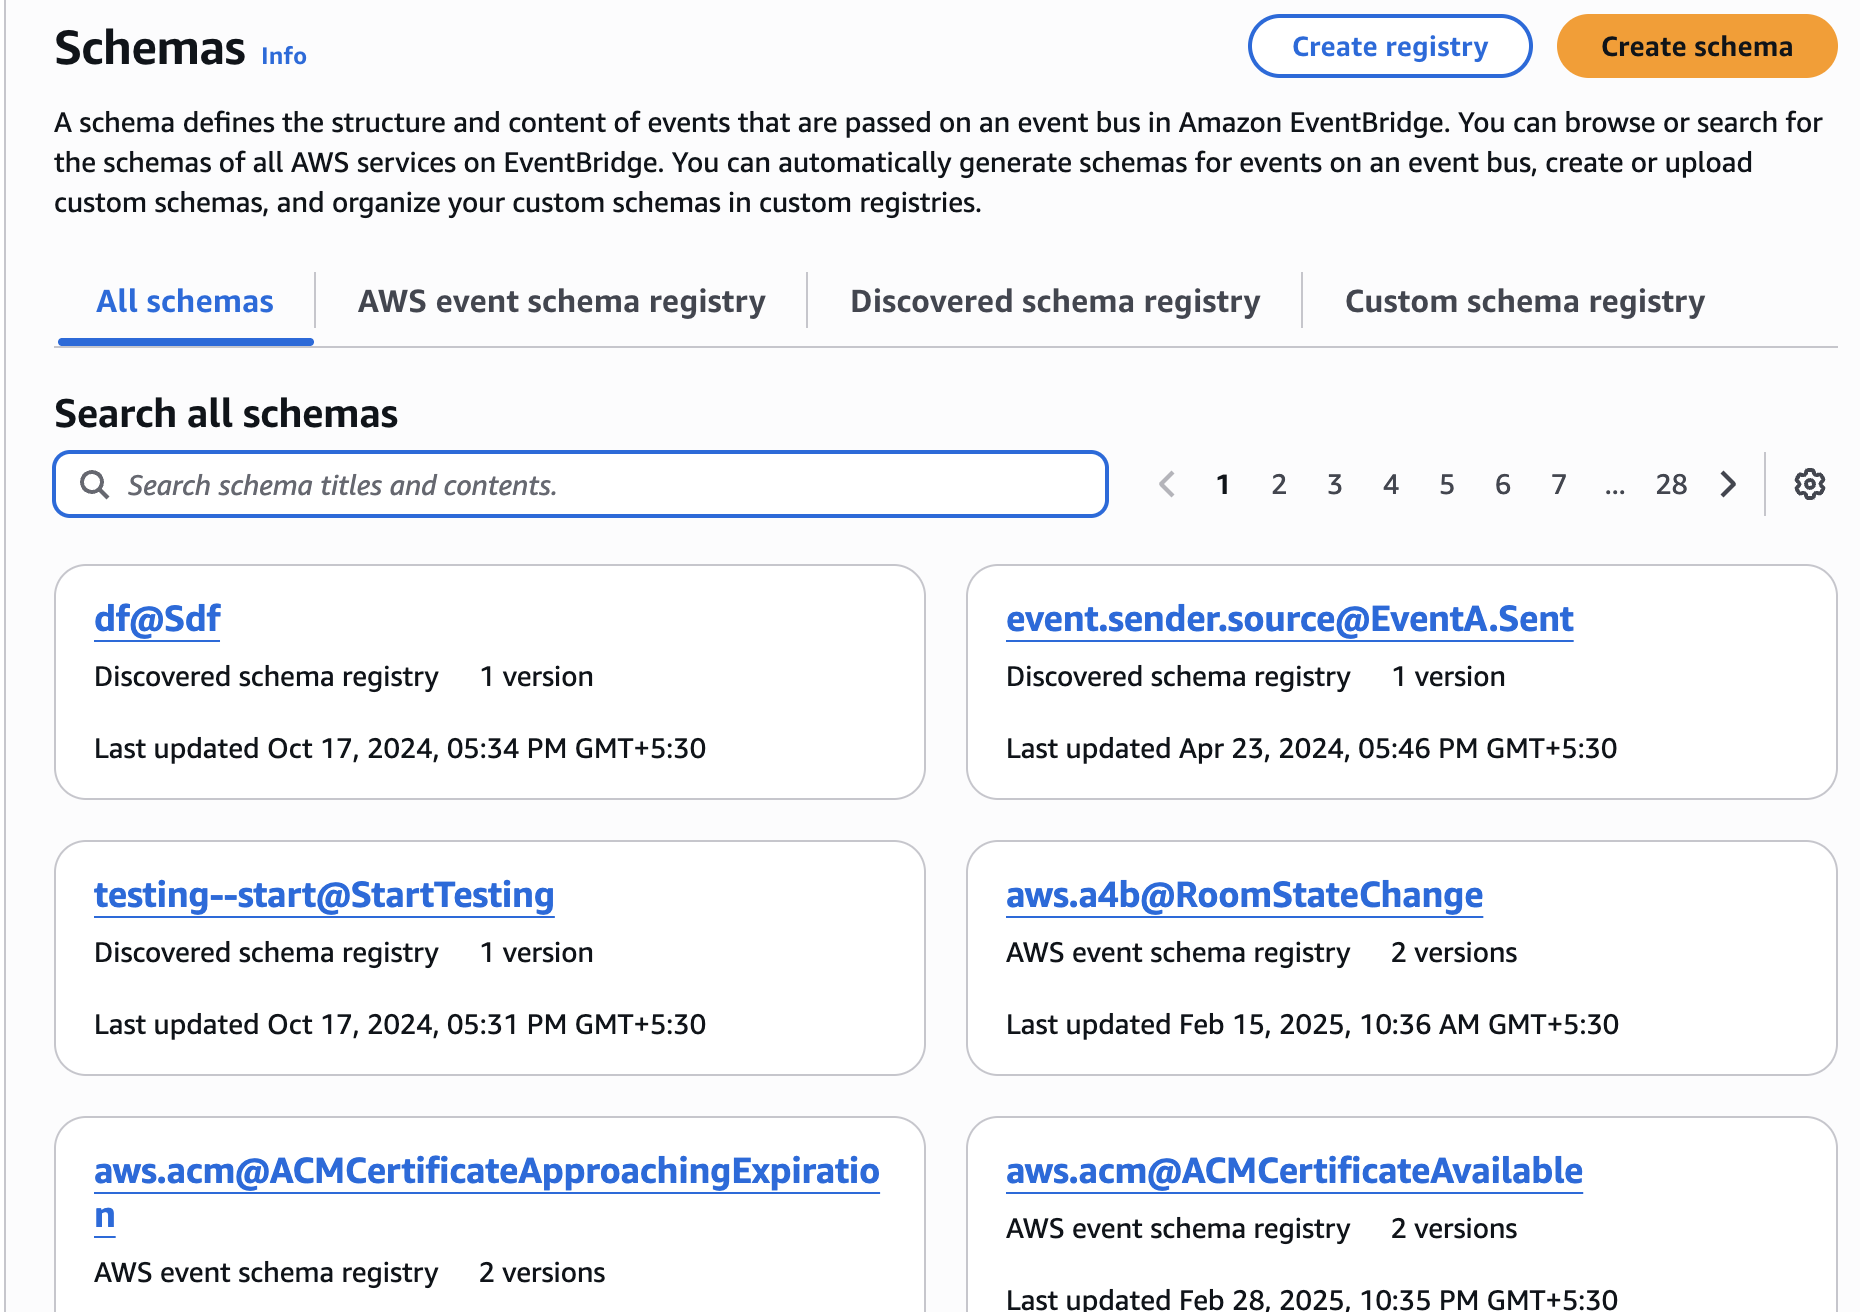 Schemas Info
Create registry
Create schema
A schema defines the structure and content of events that are passed on an event bus in Amazon EventBridge. You can browse or search for
the schemas of all AWS services on EventBridge. You can automatically generate schemas for events on an event bus, create or upload
custom schemas, and organize your custom schemas in custom registries.
All schemas
AWS event schema registry
Discovered schema registry
Custom schema registry
Search all schemas
Search schema titles and contents.
1 2 3 4 5 6 7 ... 28
df@Sdf
Discovered schema registry 1 version
Last updated Oct 17, 2024, 05:34 PM GMT+5:30
event.sender.source@EventA.Sent
Discovered schema registry 1 version
Last updated Apr 23, 2024, 05:46 PM GMT+5:30
testing--start@StartTesting
Discovered schema registry 1 version
Last updated Oct 17, 2024, 05:31 PM GMT+5:30
aws.a4b@RoomStateChange
AWS event schema registry 2 versions
Last updated Feb 15, 2025, 10:36 AM GMT+5:30
aws.acm@ACMCertificateApproachingExpiratio
n
AWS event schema registry 2 versions
aws.acm@ACMCertificateAvailable
AWS event schema registry 2 versions
Last updated Feb 28, 2025, 10:35 PM GMT+5:30